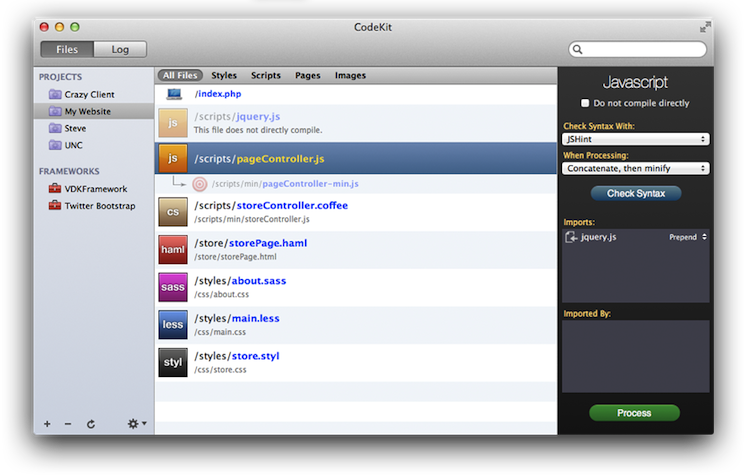 CodeKit
Files Log
PROJECTS
Crazy Client
My Website
Steve
UNC
FRAMEWORKS
VDKFramework
Twitter Bootstrap
All Files Styles Scripts Pages Images
/index.php
js
/scripts/jquery.js
This file does not directly compile.
js
/scripts/pageController.js
/scripts/min/pageController-min.js
cs
/scripts/storeController.coffee
/scripts/min/storeController.js
haml
/store/storePage.haml
/store/storePage.html
sass
/styles/about.sass
/css/about.css
less
/styles/main.less
/css/main.css
styl
/styles/store.styl
/css/store.css
Javascript
Do not compile directly
Check Syntax With:
JSHint
When Processing:
Concatenate, then minify
Check Syntax
Imports:
jquery.js Prepend
Imported By:
Process